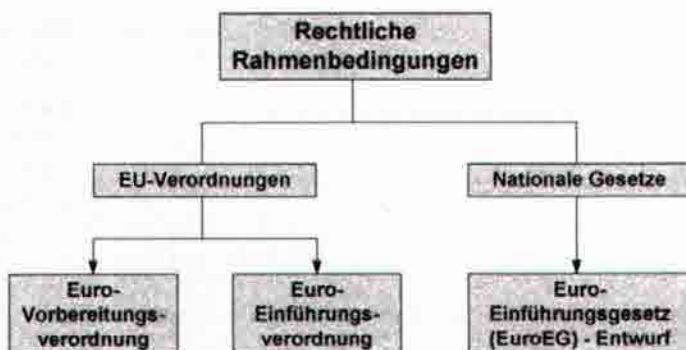 Rechtliche
Rahmenbedingungen
EU-Verordnungen
Nationale Gesetze
Euro-
Vorbereitungs-
verordnung
Euro-
Einführungs-
verordnung
Euro-
Einführungsgesetz
(EuroEG) - Entwurf